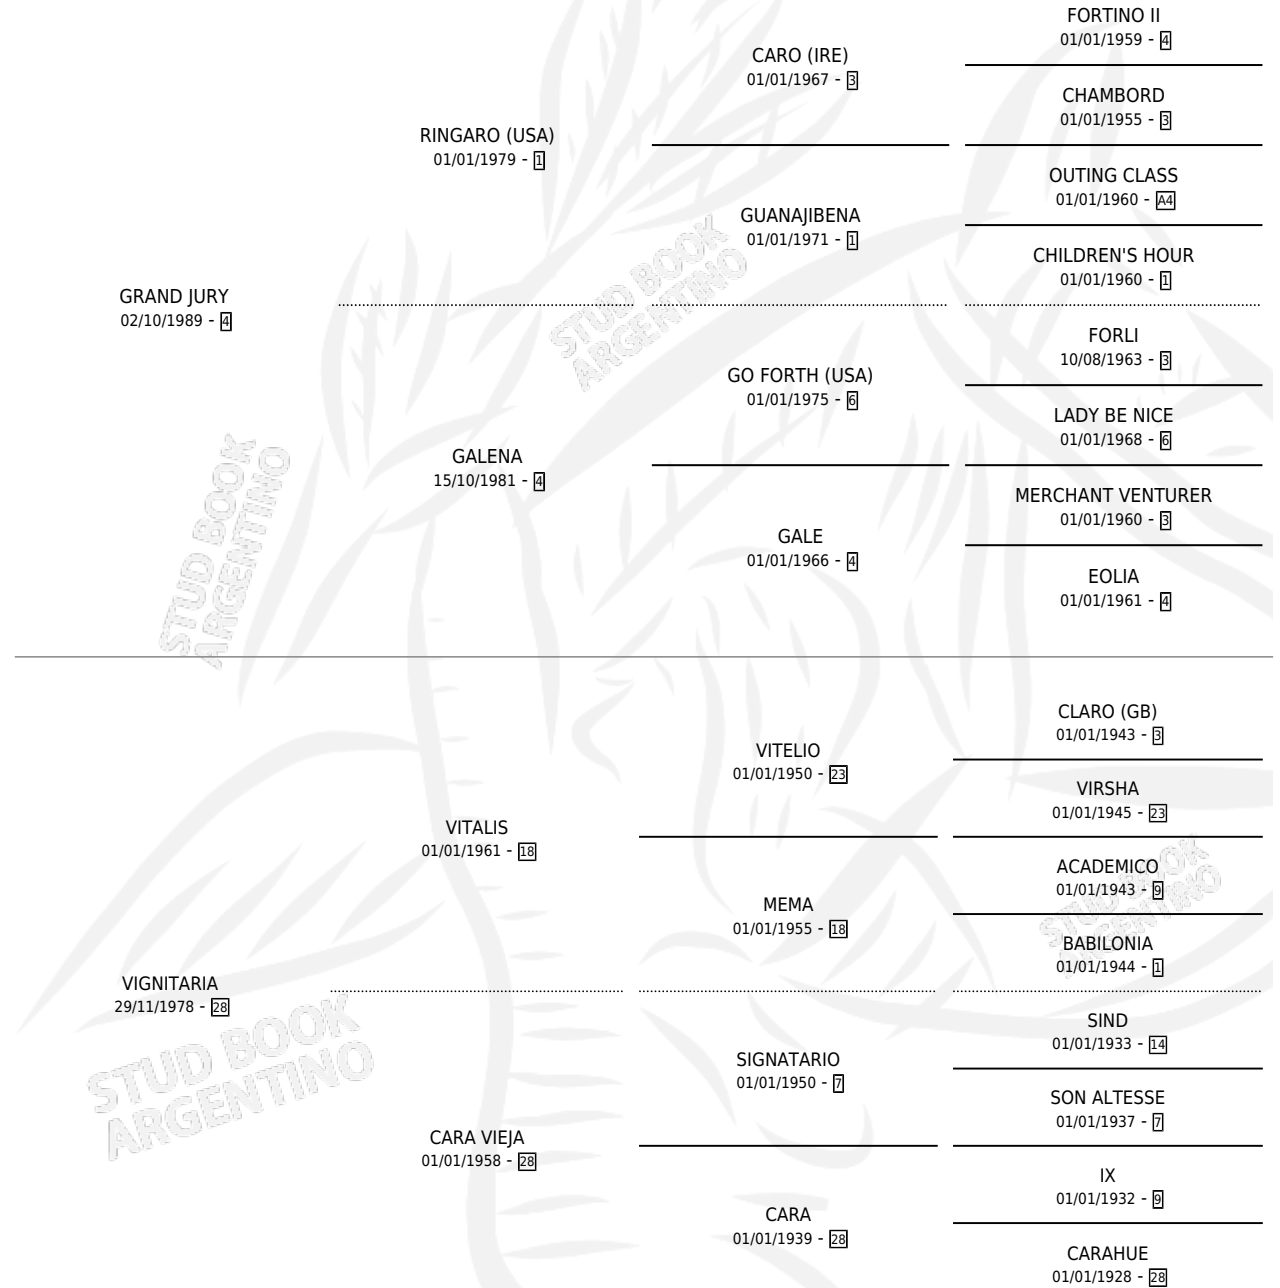 FORTINO II
01/01/1959 - 4
CARO (IRE)
01/01/1967 - 3
CHAMBORD
01/01/1955 - 3
RINGARO (USA)
01/01/1979 - 1
OUTING CLASS
01/01/1960 - A4
GUANAJIBENA
01/01/1971 - 1
CHILDREN'S HOUR
01/01/1960 - 1
GRAND JURY
02/10/1989 - 4
FORLI
10/08/1963 - 3
GO FORTH (USA)
01/01/1975 - 6
LADY BE NICE
01/01/1968 - 6
GALENA
15/10/1981 - 4
MERCHANT VENTURER
01/01/1960 - 3
GALE
01/01/1966 - 4
EOLIA
01/01/1961 - 4
CLARO (GB)
01/01/1943 - 3
VITELIO
01/01/1950 - 23
VIRSHA
01/01/1945 - 23
VITALIS
01/01/1961 - 18
ACADEMICO
01/01/1943 - 9
MEMA
01/01/1955 - 18
BABILONIA
01/01/1944 - 1
VIGNITARIA
29/11/1978 - 28
SIND
01/01/1933 - 14
SIGNATARIO
01/01/1950 - 7
SON ALTESSE
01/01/1937 - 7
CARA VIEJA
01/01/1958 - 28
IX
01/01/1932 - 9
CARA
01/01/1939 - 28
CARAHUE
01/01/1928 - 28
STUD BOOK
ARGENTINO
STUD BOOK
ARGENTINO
STUD BOOK
ARGENTINO
STUD BOOK
ARGENTINO